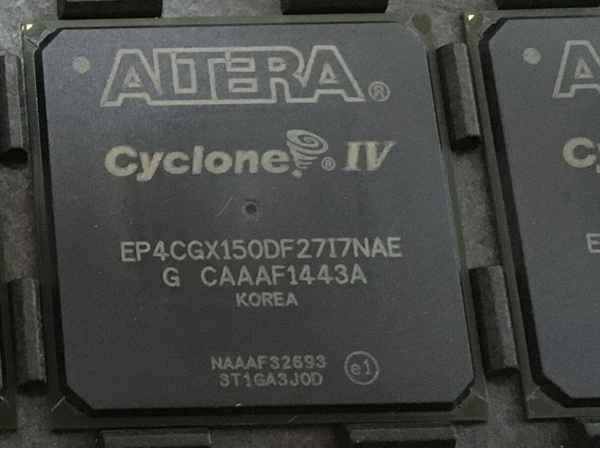 ALTERA®
Cyclone® IV
EP4CGX150DF27I7NAE
G CAAAF1443A
KOREA
NAAAF32693
3T1GA3J0D
e1
A
C
E